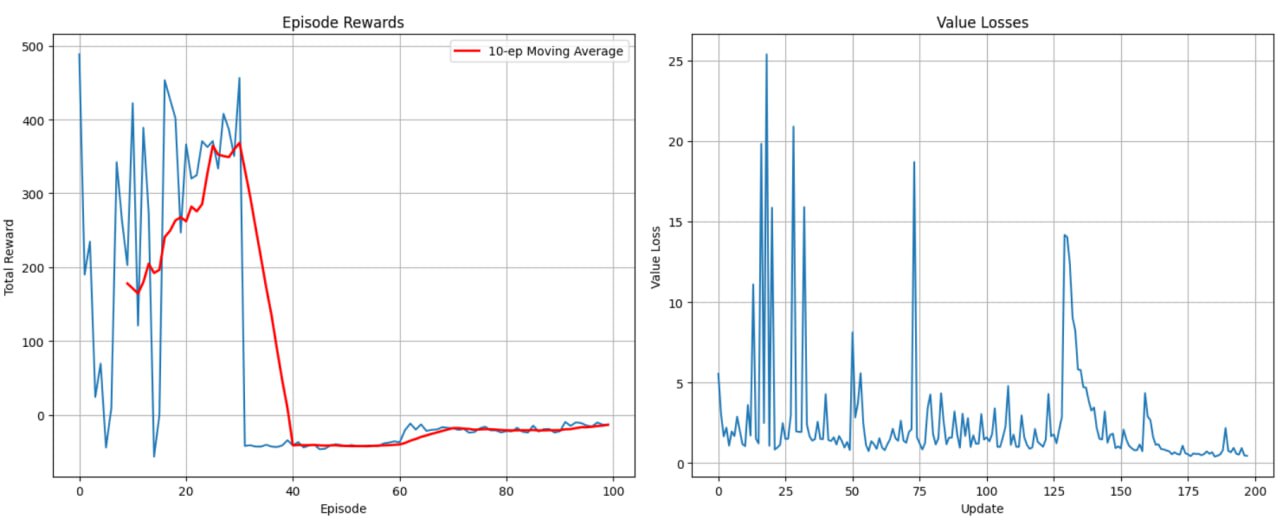 Episode Rewards
10-ep Moving Average
Total Reward
500
400
300
200
100
0
0 20 40 60 80 100
Episode
Value Losses
Value Loss
25
20
15
10
5
0
0 25 50 75 100 125 150 175 200
Update